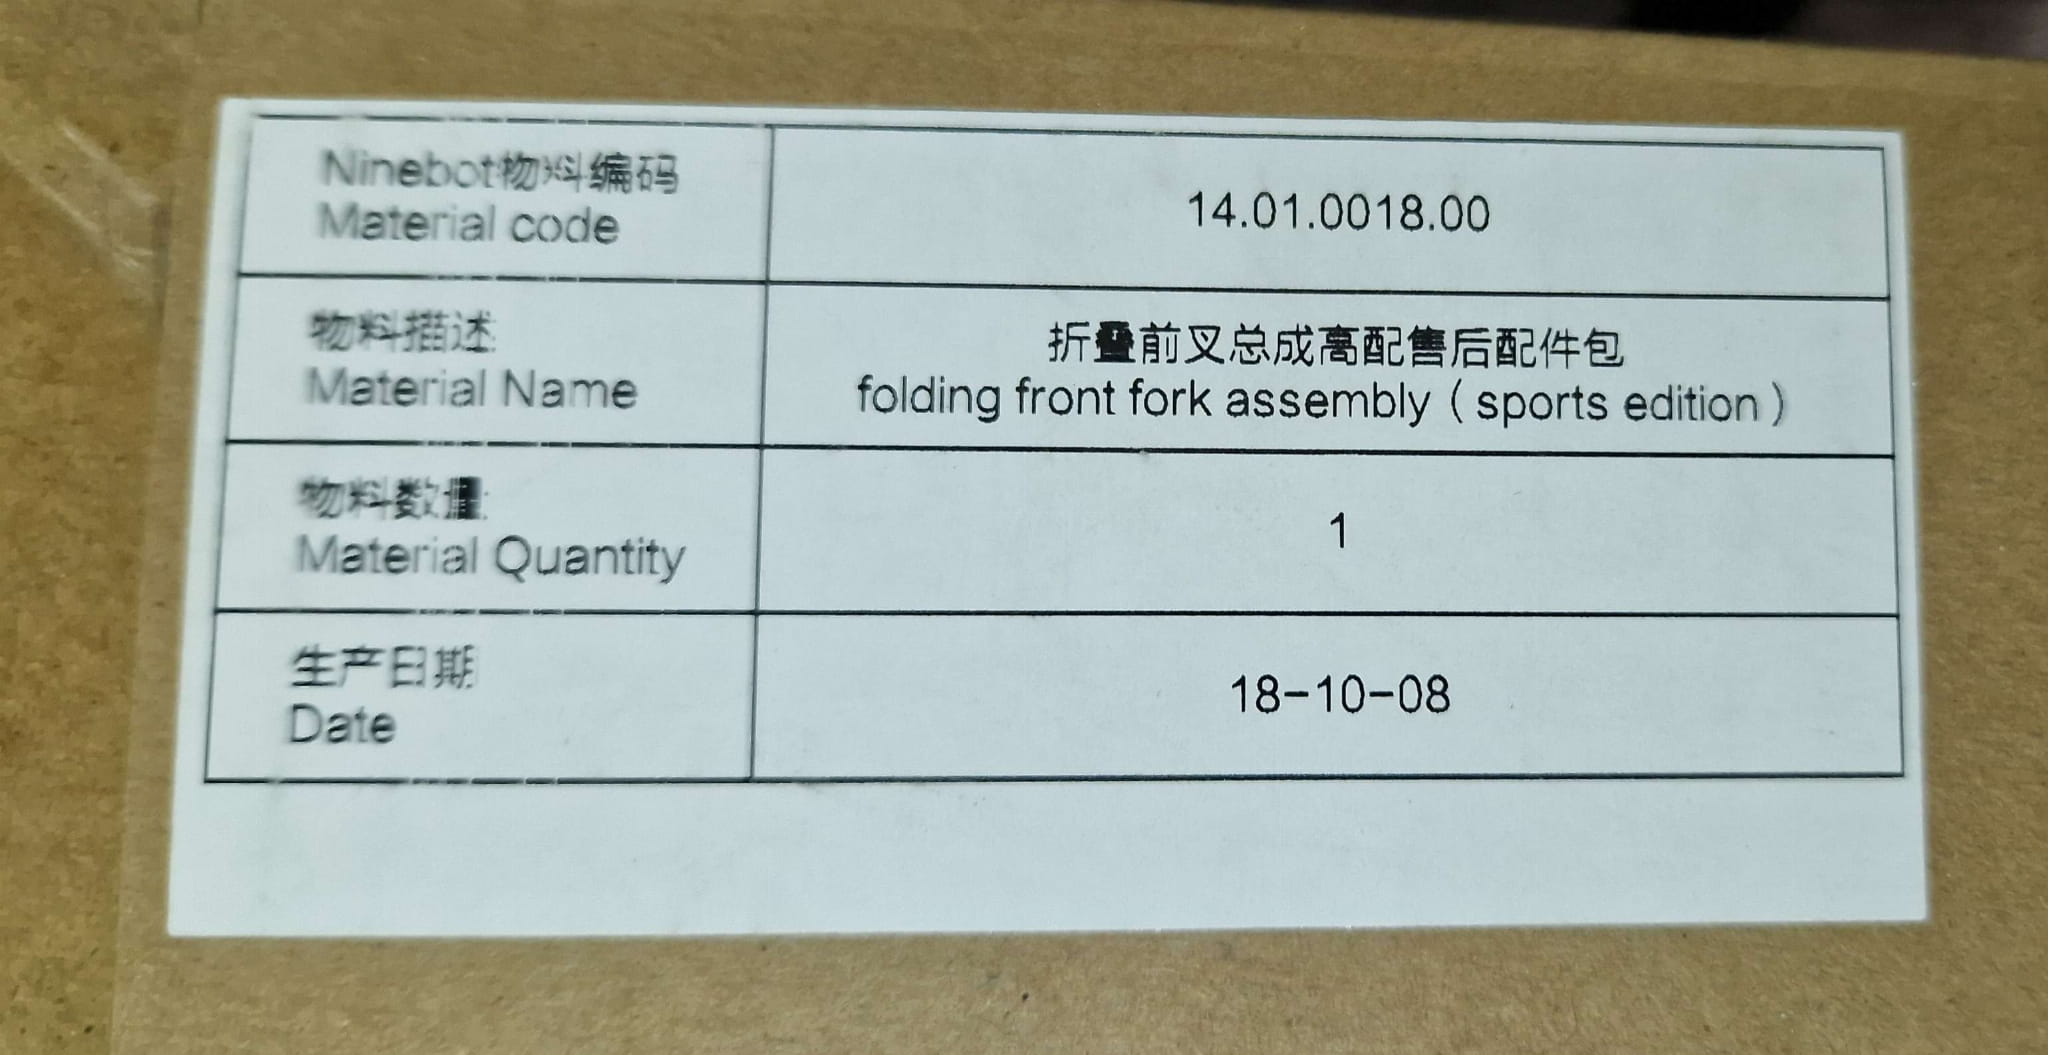 Ninebot物料编码
Material code
14.01.0018.00
物料描述:
Material Name
折叠前叉总成高配售后配件包
folding front fork assembly（sports edition）
物料数量:
Material Quantity
1
生产日期
Date
18-10-08